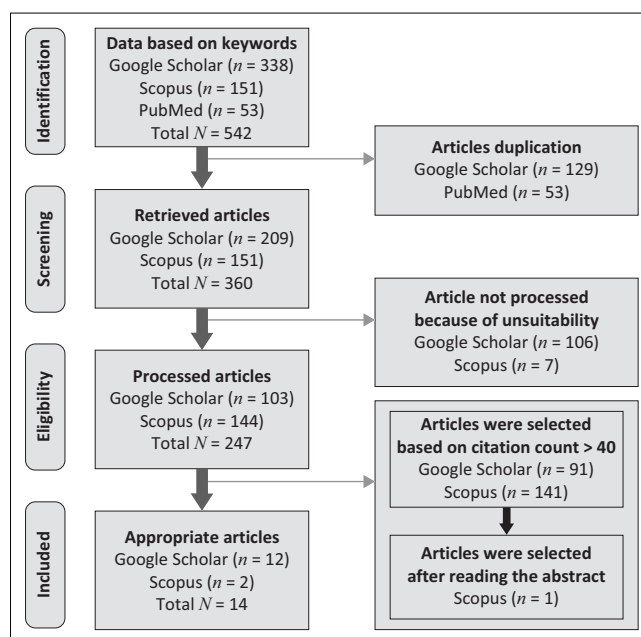 Identification
Data based on keywords
Google Scholar (n = 338)
Scopus (n = 151)
PubMed (n = 53)
Total N = 542
Articles duplication
Google Scholar (n = 129)
PubMed (n = 53)
Screening
Retrieved articles
Google Scholar (n = 209)
Scopus (n = 151)
Total N = 360
Article not processed
because of unsuitability
Google Scholar (n = 106)
Scopus (n = 7)
Eligibility
Processed articles
Google Scholar (n = 103)
Scopus (n = 144)
Total N = 247
Articles were selected
based on citation count > 40
Google Scholar (n = 91)
Scopus (n = 141)
Included
Appropriate articles
Google Scholar (n = 12)
Scopus (n = 2)
Total N = 14
Articles were selected
after reading the abstract
Scopus (n = 1)